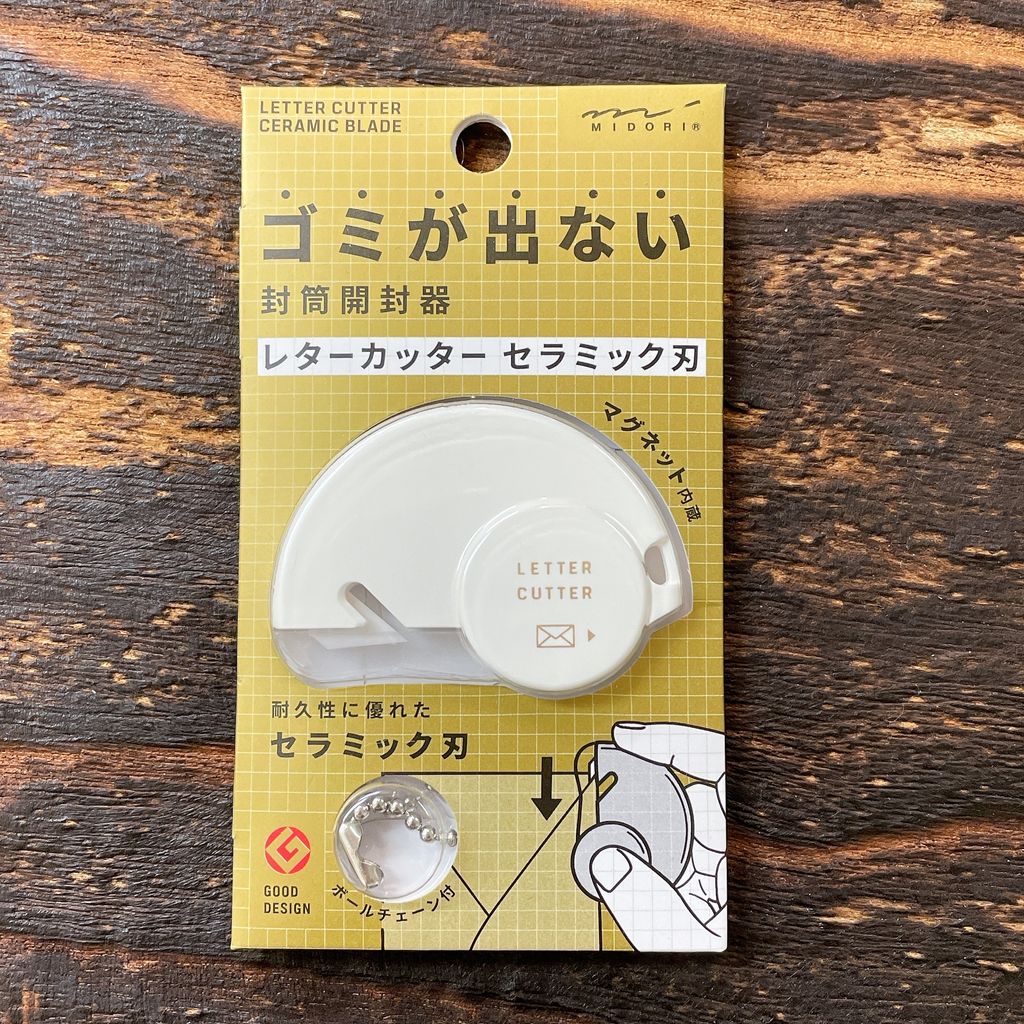 LETTER CUTTER
CERAMIC BLADE
MIDORI®
ゴミが出ない
封筒開封器
レターカッター セラミック刃
マグネット内蔵
LETTER
CUTTER
耐久性に優れた
セラミック刃
GOOD
DESIGN
ボールチェーン付